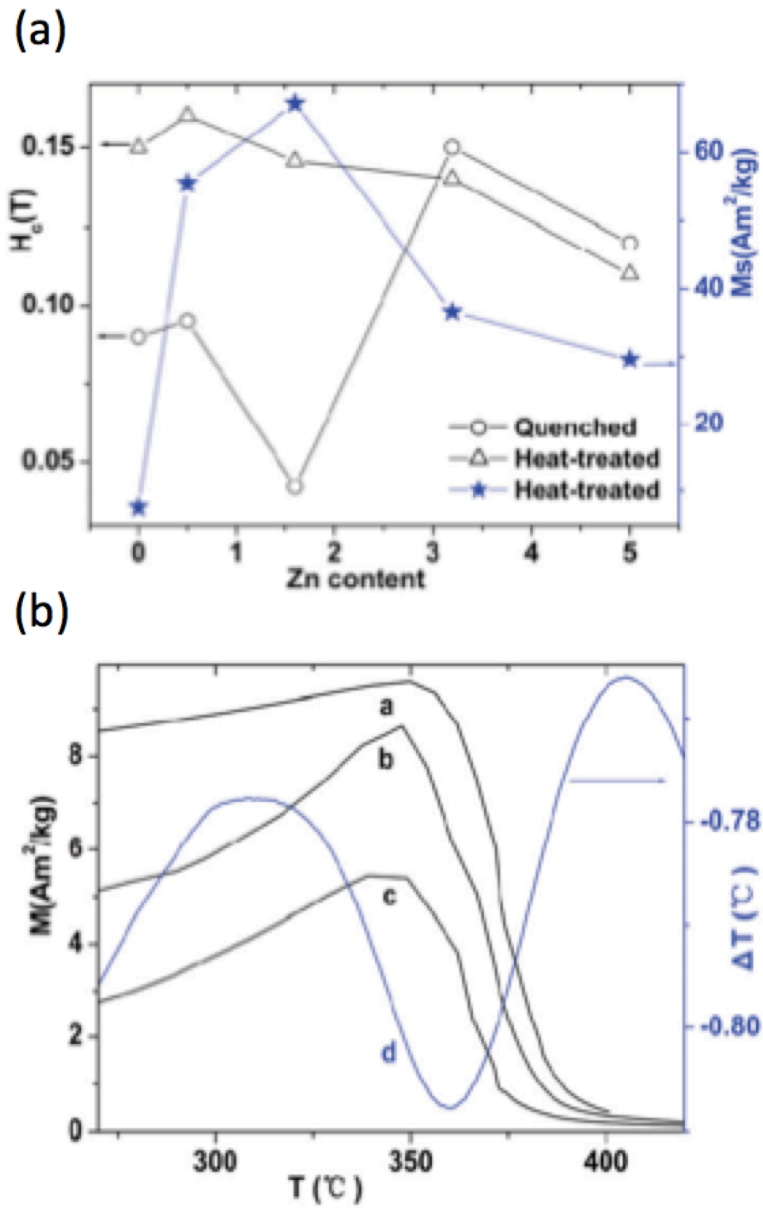 (a)
0.15
0.10
0.05
H_c(T)
60
40
20
Ms(Am²/kg)
Quenched
Heat-treated
Heat-treated
0 1 2 3 4 5
Zn content
(b)
8
6
4
2
0
M(Am²/kg)
a
b
c
d
-0.78
-0.80
ΔT (℃)
300 350 400
T (℃)